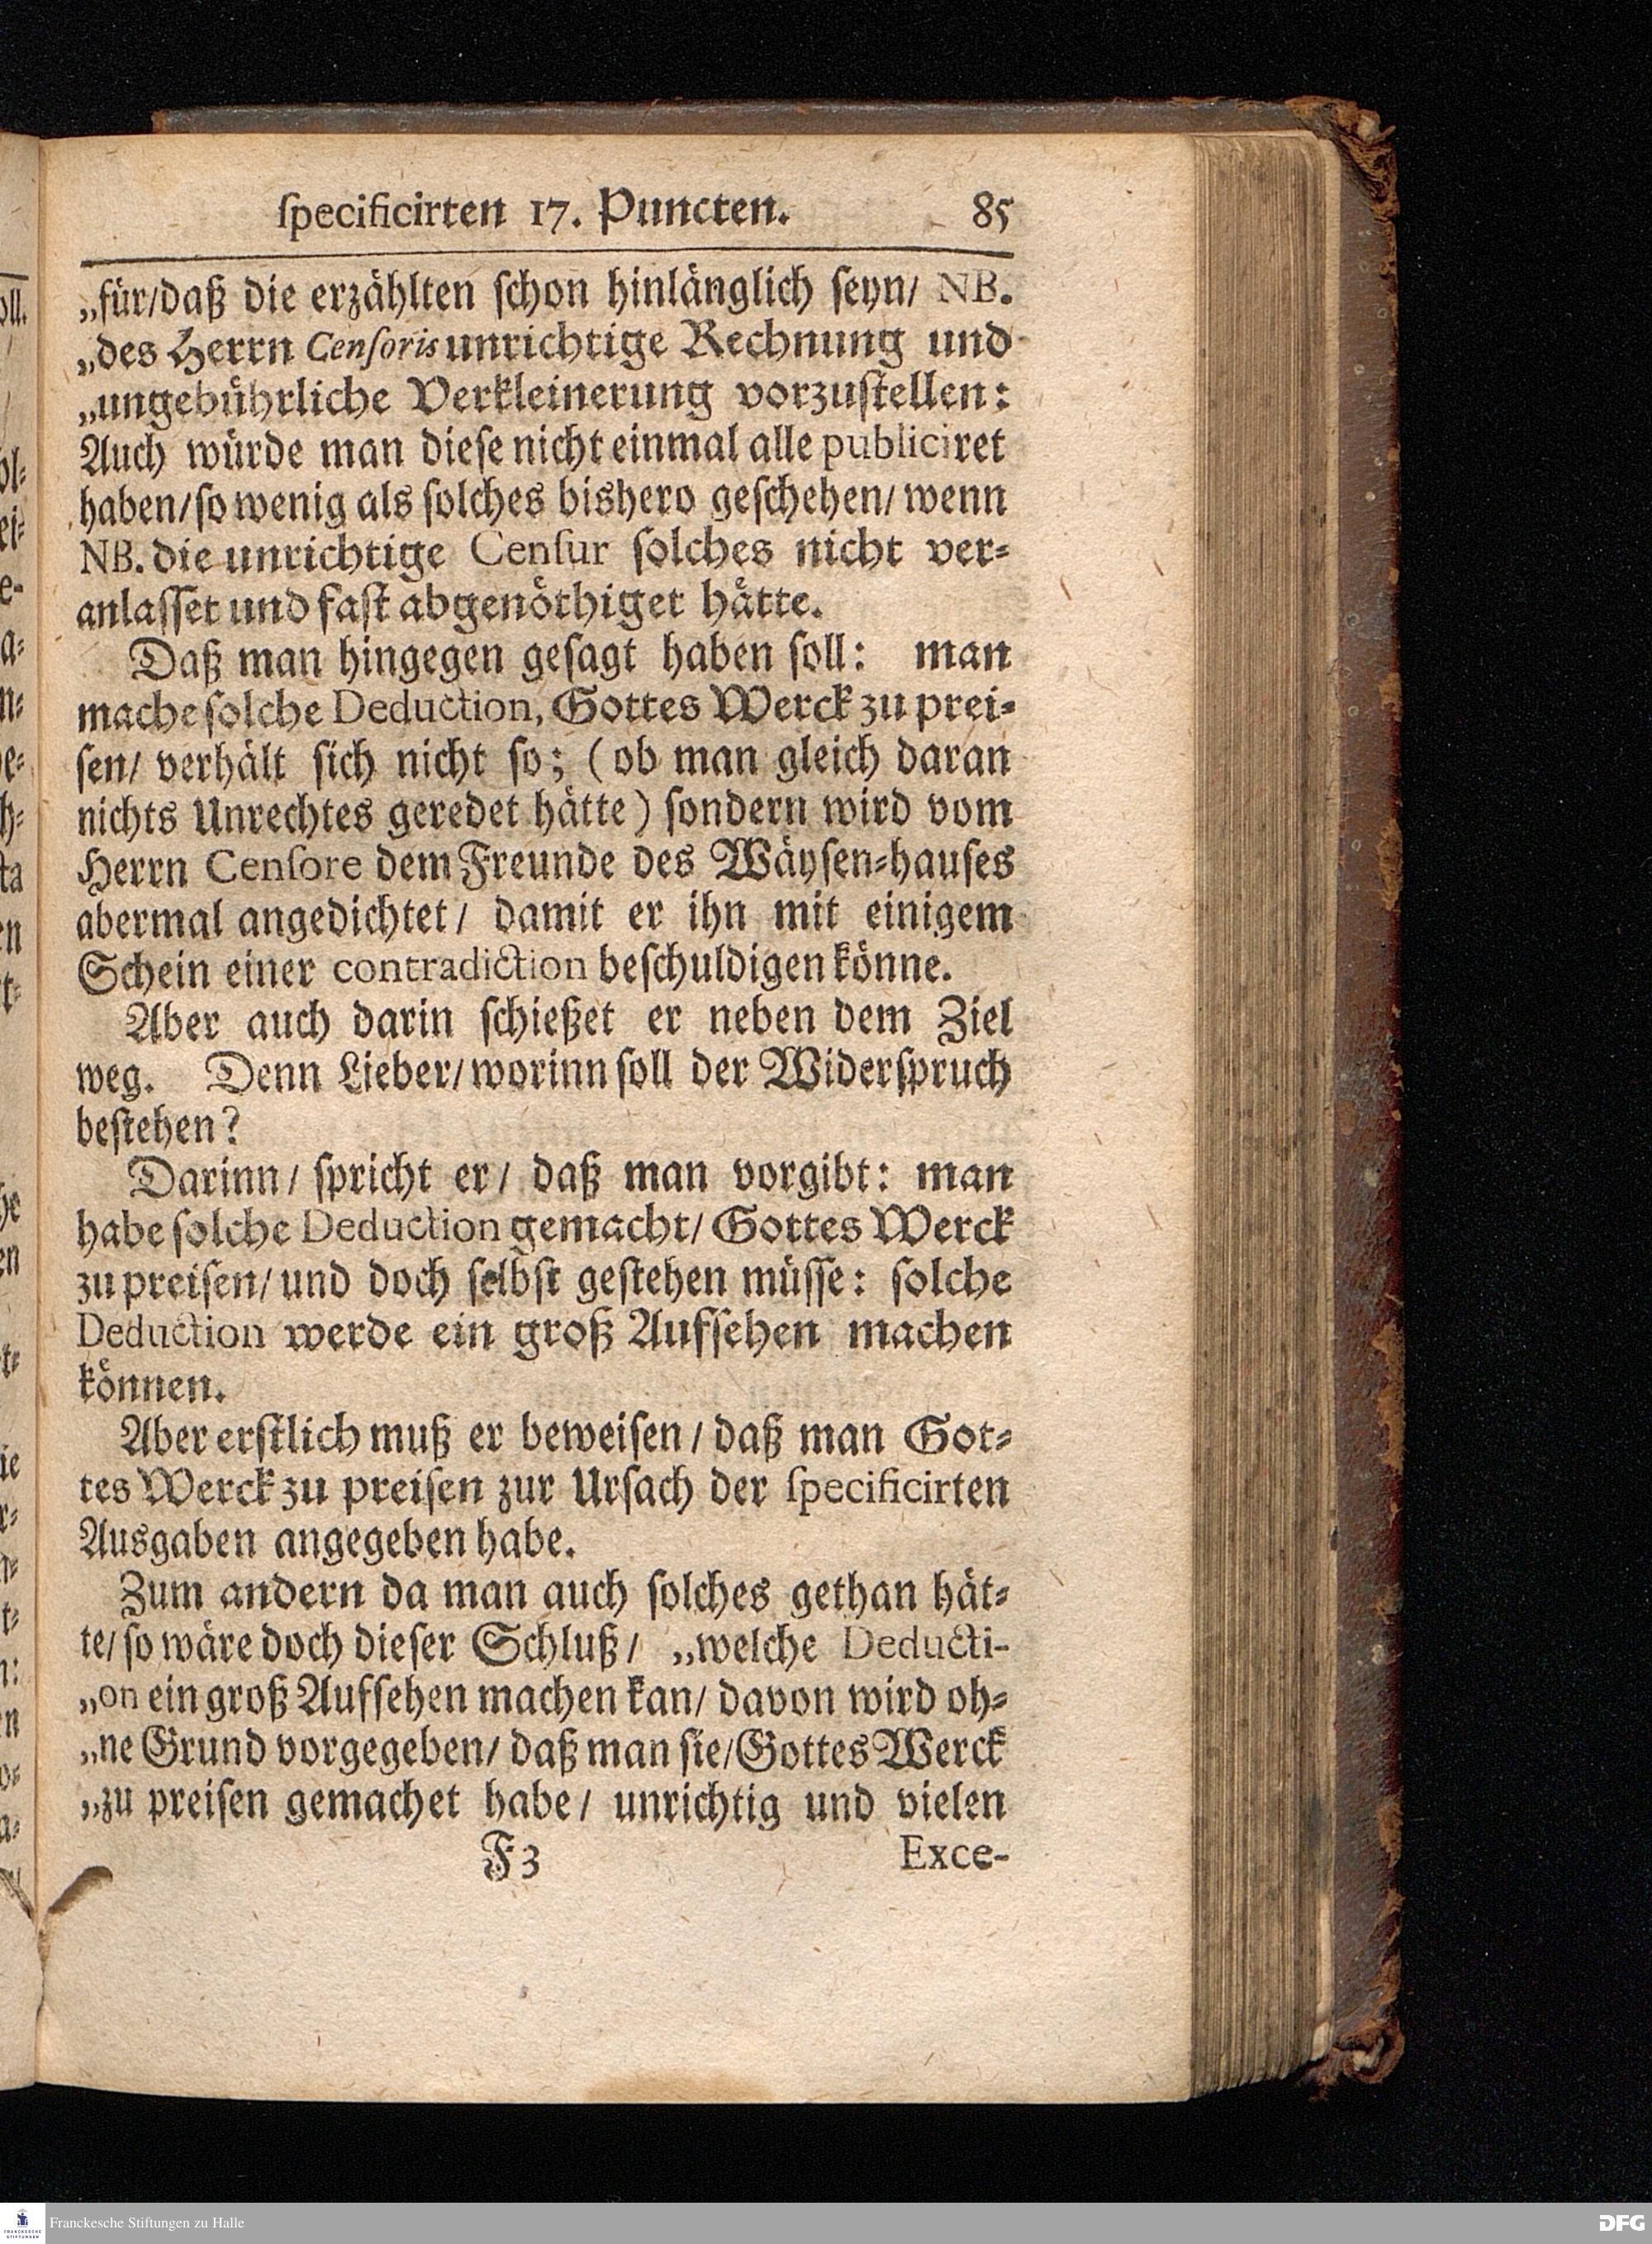 ſpecificirten 17. Puncten. 85
„für/daß die erzählten ſchon hinlänglich ſeyn/ NB.
„des Herrn Cenſoris unrichtige Rechnung und
„ungebührliche Verkleinerung vorzuſtellen:
Auch würde man dieſe nicht einmal alle publiciret
haben/ſo wenig als ſolches bishero geſchehen/ wenn
NB. die unrichtige Cenſur ſolches nicht ver⸗
anlaſſet und faſt abgenöthiget hätte.
Daß man hingegen geſagt haben ſoll: man
mache ſolche Deduction, Gottes Werck zu prei⸗
ſen/ verhält ſich nicht ſo; (ob man gleich daran
nichts Unrechtes geredet hätte) ſondern wird vom
Herrn Cenſore dem Freunde des Wäyſen⸗hauſes
abermal angedichtet/ damit er ihn mit einigem
Schein einer contradiction beſchuldigen könne.
Aber auch darin ſchießet er neben dem Ziel
weg. Denn Lieber/ worinn ſoll der Widerſpruch
beſtehen?
Darinn/ ſpricht er/ daß man vorgibt: man
habe ſolche Deduction gemacht/ Gottes Werck
zu preiſen/ und doch ſelbſt geſtehen müſſe: ſolche
Deduction werde ein groß Aufſehen machen
können.
Aber erſtlich muß er beweiſen/ daß man Got⸗
tes Werck zu preiſen zur Urſach der ſpecificirten
Ausgaben angegeben habe.
Zum andern da man auch ſolches gethan hät⸗
te/ ſo wäre doch dieſer Schluß/ „welche Deducti-
„on ein groß Aufſehen machen kan/ davon wird oh⸗
„ne Grund vorgegeben/ daß man ſie/Gottes Werck
„zu preiſen gemachet habe/ unrichtig und vielen
F3 Exce-
Franckesche Stiftungen zu Halle
DFG